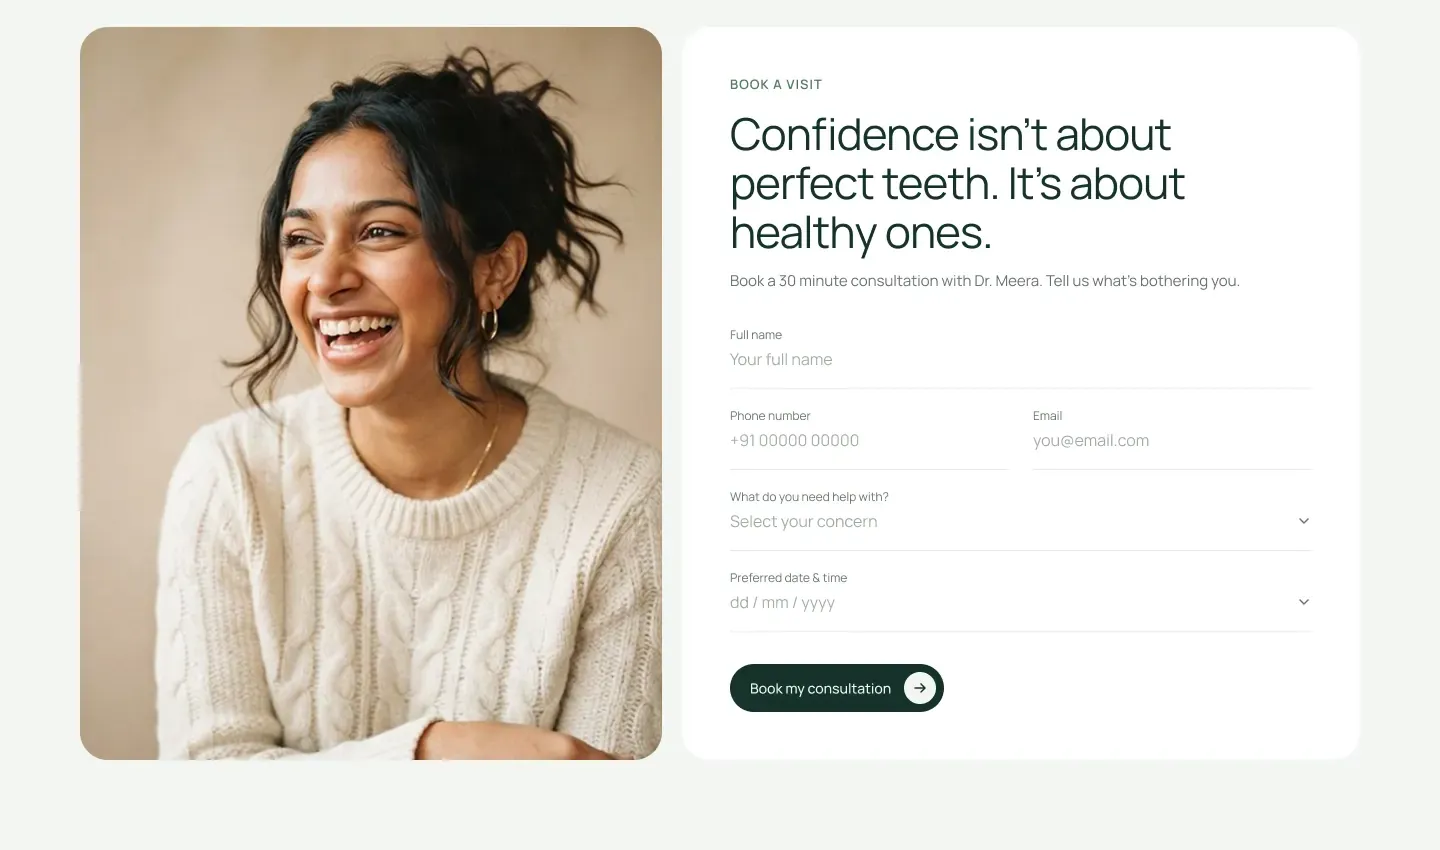 BOOK A VISIT
Confidence isn’t about
perfect teeth. It’s about
healthy ones.
Book a 30 minute consultation with Dr. Meera. Tell us what’s bothering you.
Full name
Your full name
Phone number
+91 00000 00000
Email
you@email.com
What do you need help with?
Select your concern
Preferred date & time
dd / mm / yyyy
Book my consultation